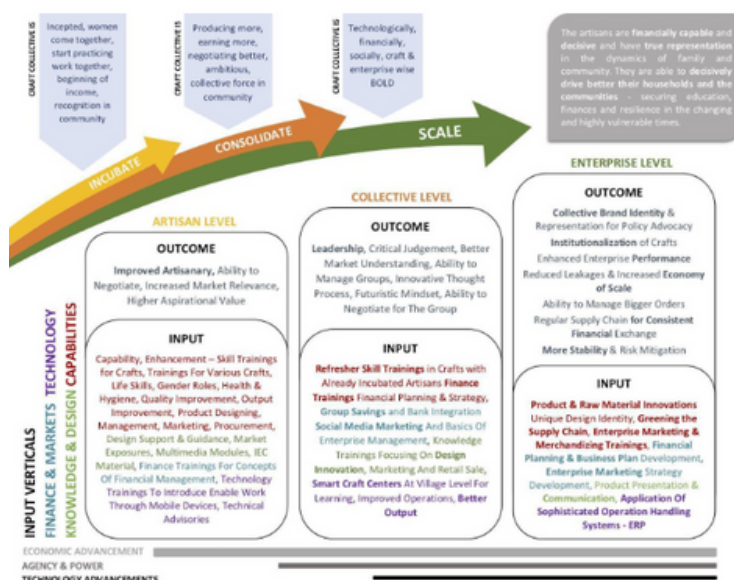 CRAFT COLLECTIVE IS
Incepted, women
come together,
start practicing
work together,
beginning of
income,
recognition in
community
CRAFT COLLECTIVE IS
Producing more,
earning more,
negotiating better,
ambitious,
collective force in
community
CRAFT COLLECTIVE IS
Technologically,
financially,
socially, craft &
enterprise wise
BOLD
The artisans are financially capable and
decisive and have true representation
in the dynamics of family and
community. They are able to decisively
drive better their households and the
communities - securing education,
finances and resilience in the changing
and highly vulnerable times.
INCUBATE
CONSOLIDATE
SCALE
ARTISAN LEVEL
OUTCOME
Improved Artisanary, Ability to
Negotiate, Increased Market Relevance,
Higher Aspirational Value
INPUT
Capability, Enhancement – Skill Trainings
for Crafts, Trainings For Various Crafts,
Life Skills, Gender Roles, Health &
Hygiene, Quality Improvement, Output
Improvement, Product Designing,
Management, Marketing, Procurement,
Design Support & Guidance, Market
Exposures, Multimedia Modules, IEC
Material, Finance Trainings For Concepts
Of Financial Management, Technology
Trainings To Introduce Enable Work
Through Mobile Devices, Technical
Advisories
COLLECTIVE LEVEL
OUTCOME
Leadership, Critical Judgement, Better
Market Understanding, Ability to
Manage Groups, Innovative Thought
Process, Futuristic Mindset, Ability to
Negotiate for The Group
INPUT
Refresher Skill Trainings in Crafts with
Already Incubated Artisans Finance
Trainings Financial Planning & Strategy,
Group Savings and Bank Integration
Social Media Marketing And Basics Of
Enterprise Management, Knowledge
Trainings Focusing On Design
Innovation, Marketing And Retail Sale,
Smart Craft Centers At Village Level For
Learning, Improved Operations, Better
Output
ENTERPRISE LEVEL
OUTCOME
Collective Brand Identity &
Representation for Policy Advocacy
Institutionalization of Crafts
Enhanced Enterprise Performance
Reduced Leakages & Increased Economy
of Scale
Ability to Manage Bigger Orders
Regular Supply Chain for Consistent
Financial Exchange
More Stability & Risk Mitigation
INPUT
Product & Raw Material Innovations
Unique Design Identity, Greening the
Supply Chain, Enterprise Marketing &
Merchandizing Trainings, Financial
Planning & Business Plan Development,
Enterprise Marketing Strategy
Development, Product Presentation &
Communication, Application Of
Sophisticated Operation Handling
Systems - ERP
INPUT VERTICALS
FINANCE & MARKETS TECHNOLOGY
KNOWLEDGE & DESIGN CAPABILITIES
ECONOMIC ADVANCEMENT
AGENCY & POWER
TECHNOLOGY ADVANCEMENTS